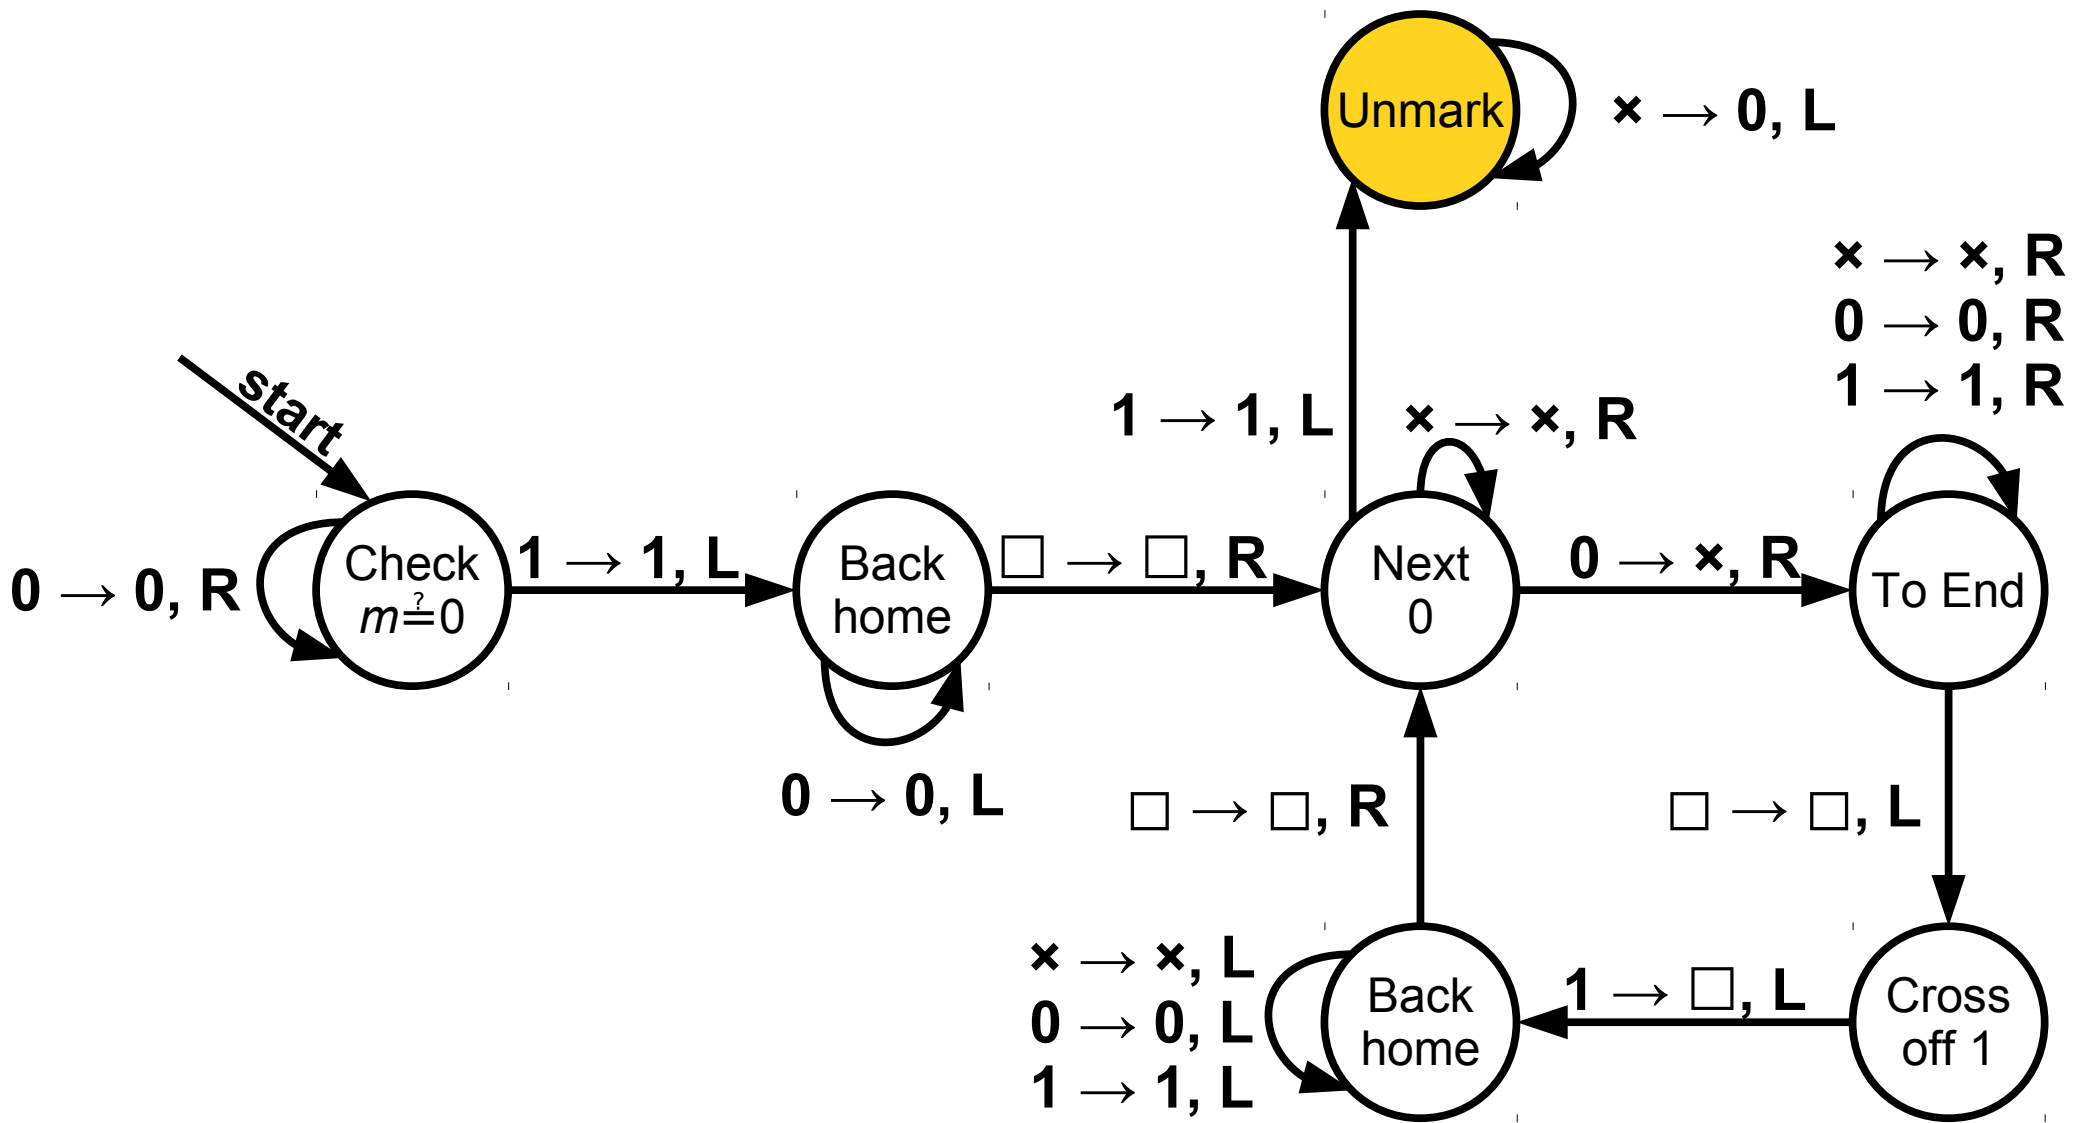 Unmark
× → 0, L
× → ×, R
0 → 0, R
1 → 1, R
start
1 → 1, L
× → ×, R
0 → 0, R
Check
m≟0
1 → 1, L
Back
home
□ → □, R
Next
0
0 → ×, R
To End
0 → 0, L
□ → □, R
□ → □, L
× → ×, L
0 → 0, L
1 → 1, L
Back
home
1 → □, L
Cross
off 1